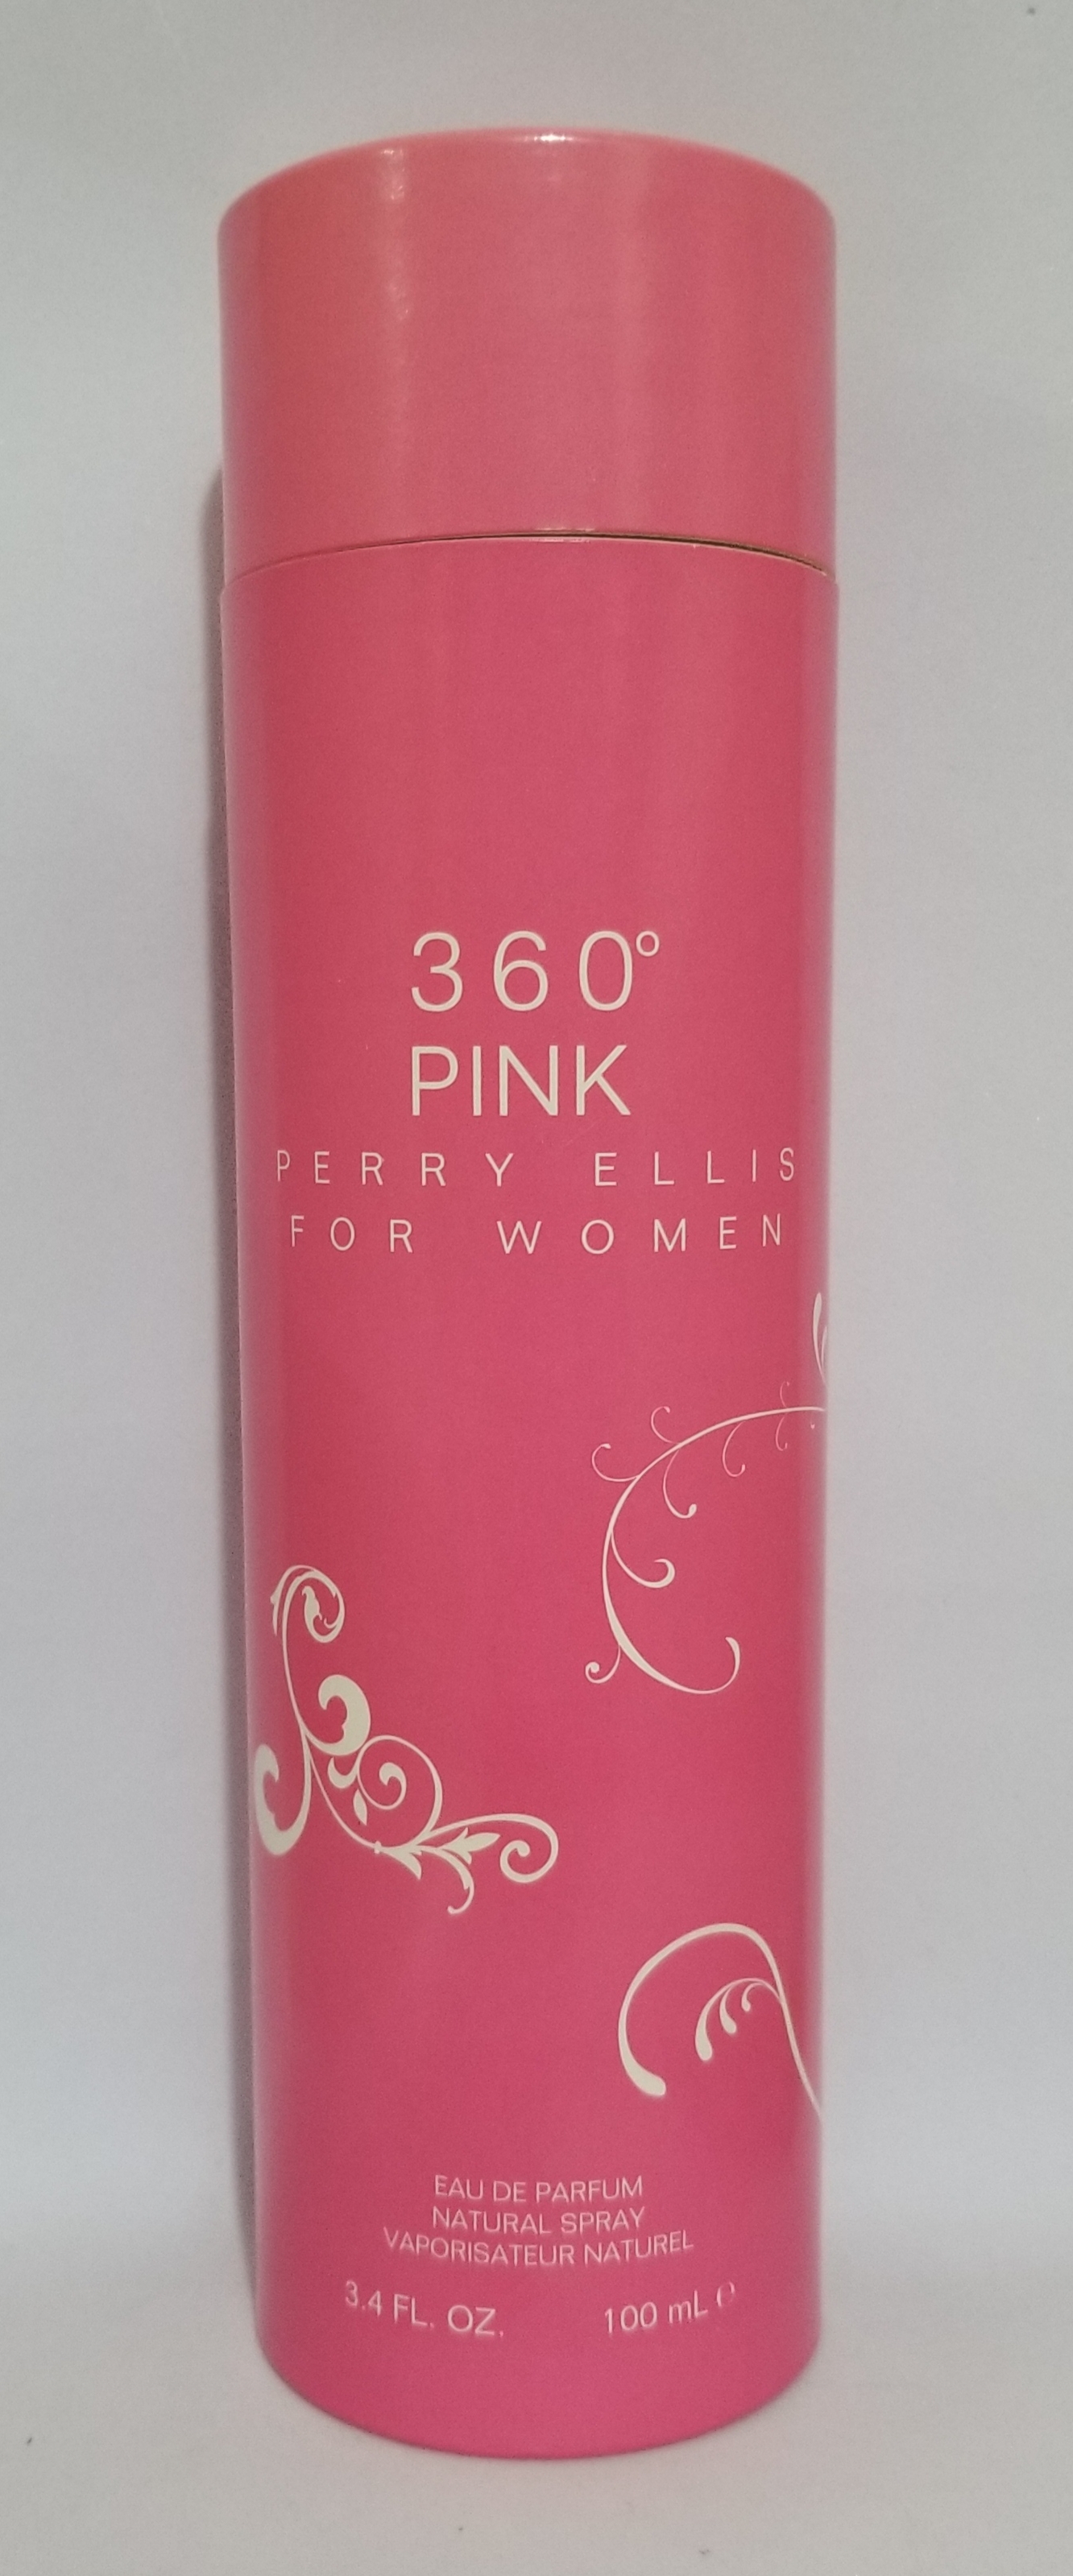 360°
PINK
PERRY ELLIS
FOR WOMEN
EAU DE PARFUM
NATURAL SPRAY
VAPORISATEUR NATUREL
3.4 FL. OZ. 100 mL ℮